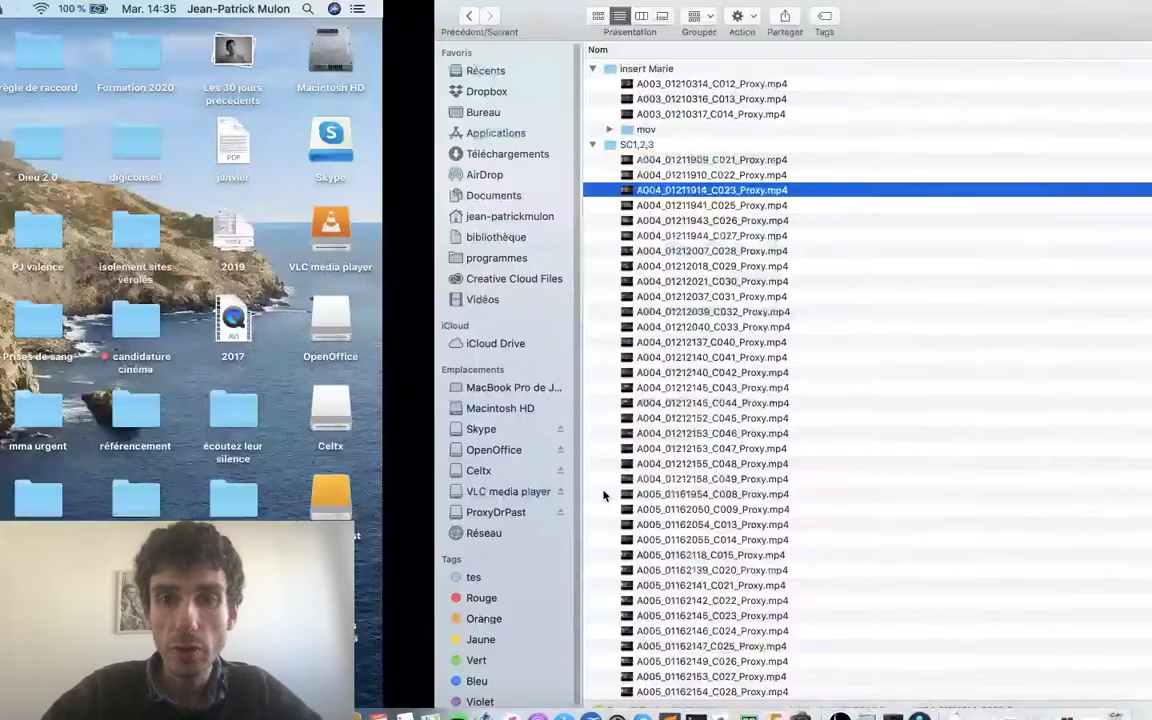 100 % Mar. 14:35 Jean-Patrick Mulon
règle de raccord
Formation 2020
Les 30 jours
précédents
Macintosh HD
PDF
S
Dieu 2.0
digiconseil
janvier
Skype
PJ valence
isolement sites
vérolés
2019
VLC media player
AVI
Prises de sang
candidature
cinéma
2017
OpenOffice
mma urgent
référencement
écoutez leur
silence
Celtx
Précédent/Suivant
Présentation
Grouper
Action
Partager
Tags
Favoris
Récents
Dropbox
Bureau
Applications
Téléchargements
AirDrop
Documents
jean-patrickmulon
bibliothèque
programmes
Creative Cloud Files
Vidéos
iCloud
iCloud Drive
Emplacements
MacBook Pro de J...
Macintosh HD
Skype
OpenOffice
Celtx
VLC media player
ProxyDrPast
Réseau
Tags
tes
Rouge
Orange
Jaune
Vert
Bleu
Violet
Nom
insert Marie
A003_01210314_C012_Proxy.mp4
A003_01210316_C013_Proxy.mp4
A003_01210317_C014_Proxy.mp4
mov
SC1,2,3
A004_01211909_C021_Proxy.mp4
A004_01211910_C022_Proxy.mp4
A004_01211914_C023_Proxy.mp4
A004_01211941_C025_Proxy.mp4
A004_01211943_C026_Proxy.mp4
A004_01211944_C027_Proxy.mp4
A004_01212007_C028_Proxy.mp4
A004_01212018_C029_Proxy.mp4
A004_01212021_C030_Proxy.mp4
A004_01212037_C031_Proxy.mp4
A004_01212039_C032_Proxy.mp4
A004_01212040_C033_Proxy.mp4
A004_01212137_C040_Proxy.mp4
A004_01212140_C041_Proxy.mp4
A004_01212140_C042_Proxy.mp4
A004_01212145_C043_Proxy.mp4
A004_01212145_C044_Proxy.mp4
A004_01212152_C045_Proxy.mp4
A004_01212153_C046_Proxy.mp4
A004_01212153_C047_Proxy.mp4
A004_01212155_C048_Proxy.mp4
A004_01212158_C049_Proxy.mp4
A005_01161954_C008_Proxy.mp4
A005_01162050_C009_Proxy.mp4
A005_01162054_C013_Proxy.mp4
A005_01162055_C014_Proxy.mp4
A005_01162118_C015_Proxy.mp4
A005_01162139_C020_Proxy.mp4
A005_01162141_C021_Proxy.mp4
A005_01162142_C022_Proxy.mp4
A005_01162145_C023_Proxy.mp4
A005_01162146_C024_Proxy.mp4
A005_01162147_C025_Proxy.mp4
A005_01162149_C026_Proxy.mp4
A005_01162153_C027_Proxy.mp4
A005_01162154_C028_Proxy.mp4